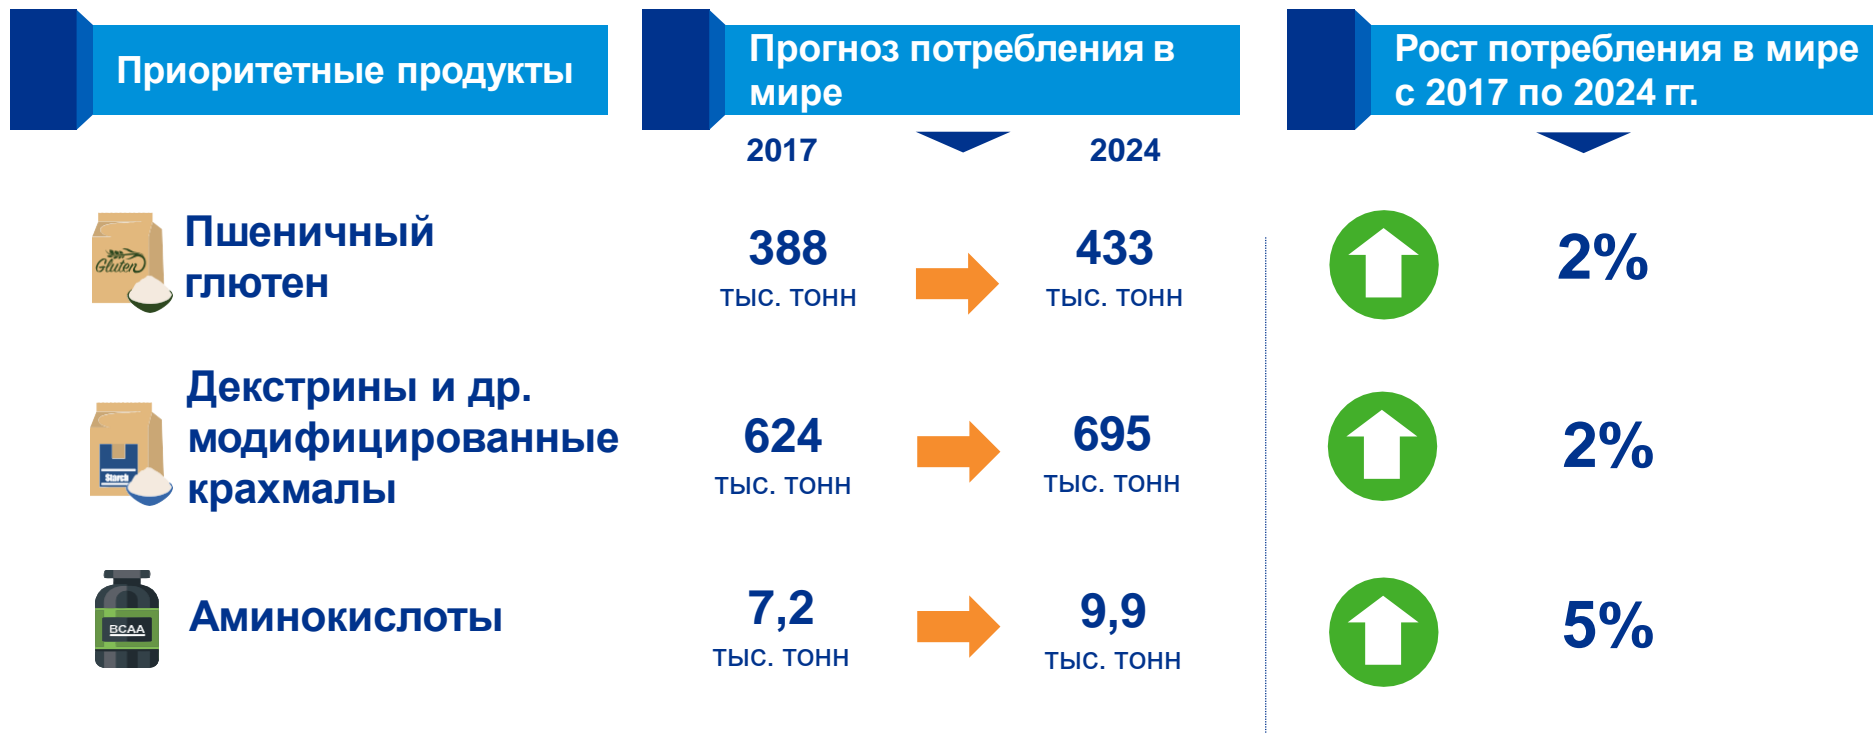 Приоритетные продукты
Прогноз потребления в
мире
Рост потребления в мире
с 2017 по 2024 гг.
2017
2024
Gluten
Пшеничный
глютен
388
тыс. тонн
433
тыс. тонн
2%
Starch
Декстрины и др.
модифицированные
крахмалы
624
тыс. тонн
695
тыс. тонн
2%
BCAA
Аминокислоты
7,2
тыс. тонн
9,9
тыс. тонн
5%